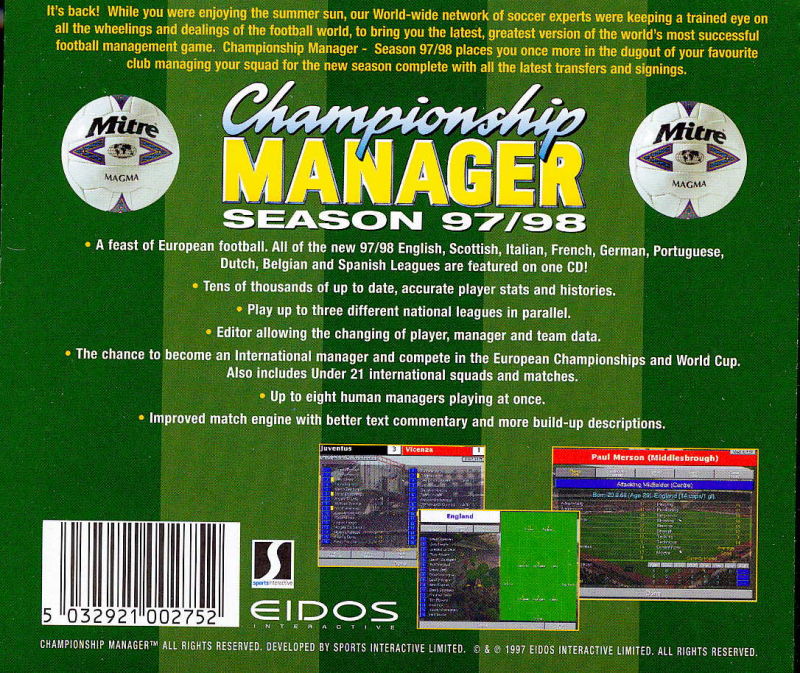 It's back! While you were enjoying the summer sun, our World-wide network of soccer experts were keeping a trained eye on
all the wheelings and dealings of the football world, to bring you the latest, greatest version of the world's most successful
football management game. Championship Manager - Season 97/98 places you once more in the dugout of your favourite
club managing your squad for the new season complete with all the latest transfers and signings.
Championship
MANAGER
SEASON 97/98
Mitre
MAGMA
Mitre
MAGMA
• A feast of European football. All of the new 97/98 English, Scottish, Italian, French, German, Portuguese,
Dutch, Belgian and Spanish Leagues are featured on one CD!
• Tens of thousands of up to date, accurate player stats and histories.
• Play up to three different national leagues in parallel.
• Editor allowing the changing of player, manager and team data.
• The chance to become an International manager and compete in the European Championships and World Cup.
Also includes Under 21 international squads and matches.
• Up to eight human managers playing at once.
• Improved match engine with better text commentary and more build-up descriptions.
Juventus 3 Vicenza 1
Paul Merson (Middlesbrough)
Attacking Midfielder (Centre)
England
5 032921 002752
sportsinteractive
EIDOS
INTERACTIVE
CHAMPIONSHIP MANAGER™ ALL RIGHTS RESERVED. DEVELOPED BY SPORTS INTERACTIVE LIMITED. © & ℗ 1997 EIDOS INTERACTIVE LIMITED. ALL RIGHTS RESERVED.